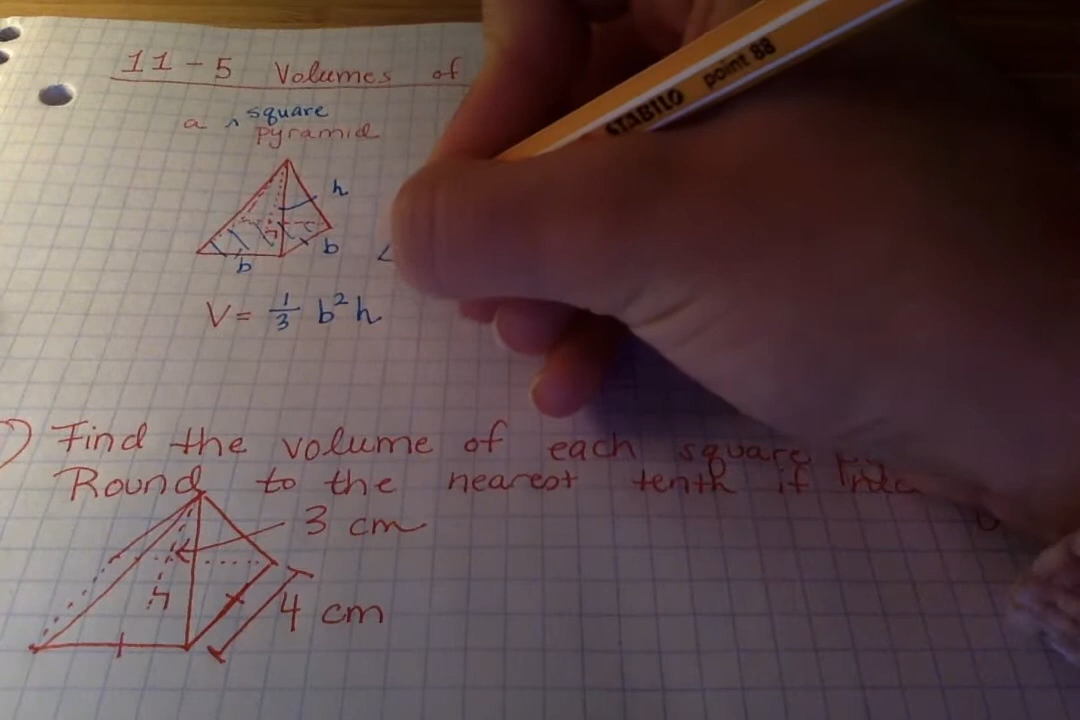 11-5 Volumes of
a ^ square
pyramid
h
b
b
V = 1/3 b²h
STABILO point 88
) Find the volume of each square
Round to the nearest tenth if
3 cm
4 cm